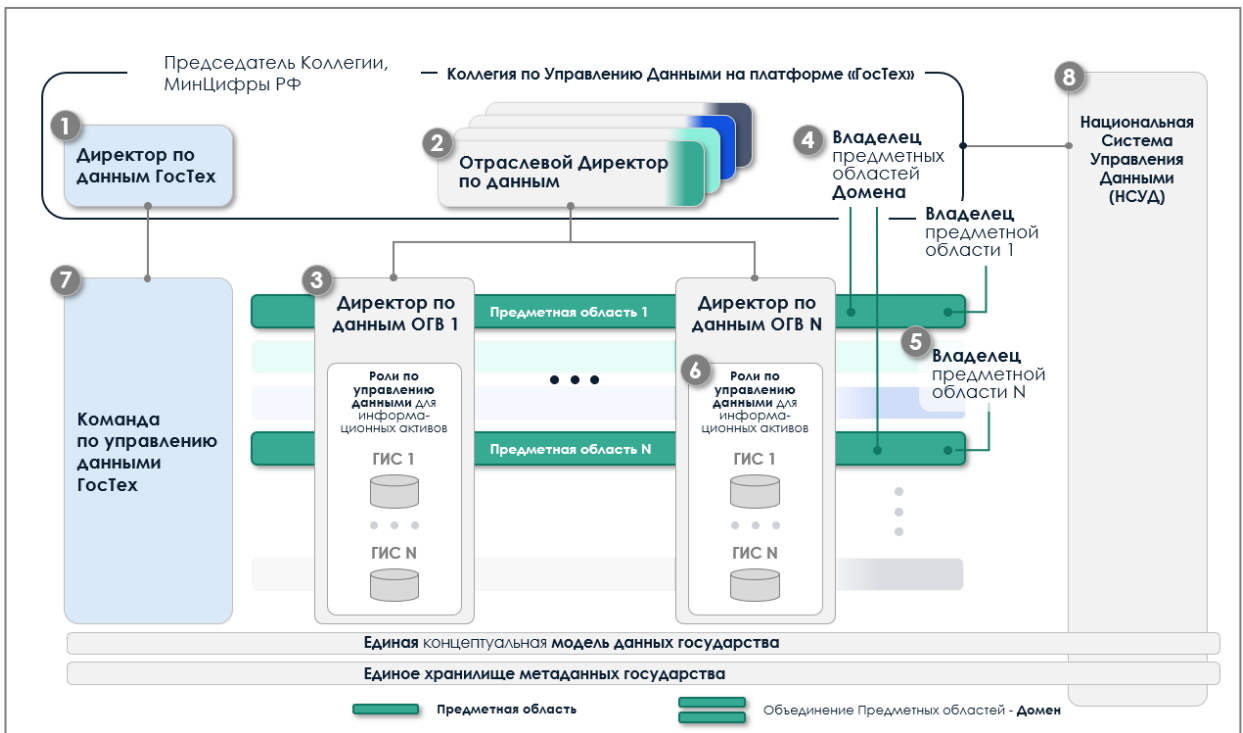 Председатель Коллегии,
МинЦифры РФ
Коллегия по Управлению Данными на платформе «ГосТех»
1
Директор по
данным ГосТех
2
Отраслевой Директор
по данным
4
Владелец
предметных
областей
Домена
8
Национальная
Система
Управления
Данными
(НСУД)
Владелец
предметной
области 1
7
Команда
по управлению
данными
ГосТех
3
Директор по
данным ОГВ 1
Предметная область 1
Директор по
данным ОГВ N
5
Владелец
предметной
области N
Роли по
управлению
данными для
информа-
ционных активов
6
Роли по
управлению
данными для
информа-
ционных активов
Предметная область N
ГИС 1
ГИС N
ГИС 1
ГИС N
Единая концептуальная модель данных государства
Единое хранилище метаданных государства
Предметная область
Объединение Предметных областей - Домен